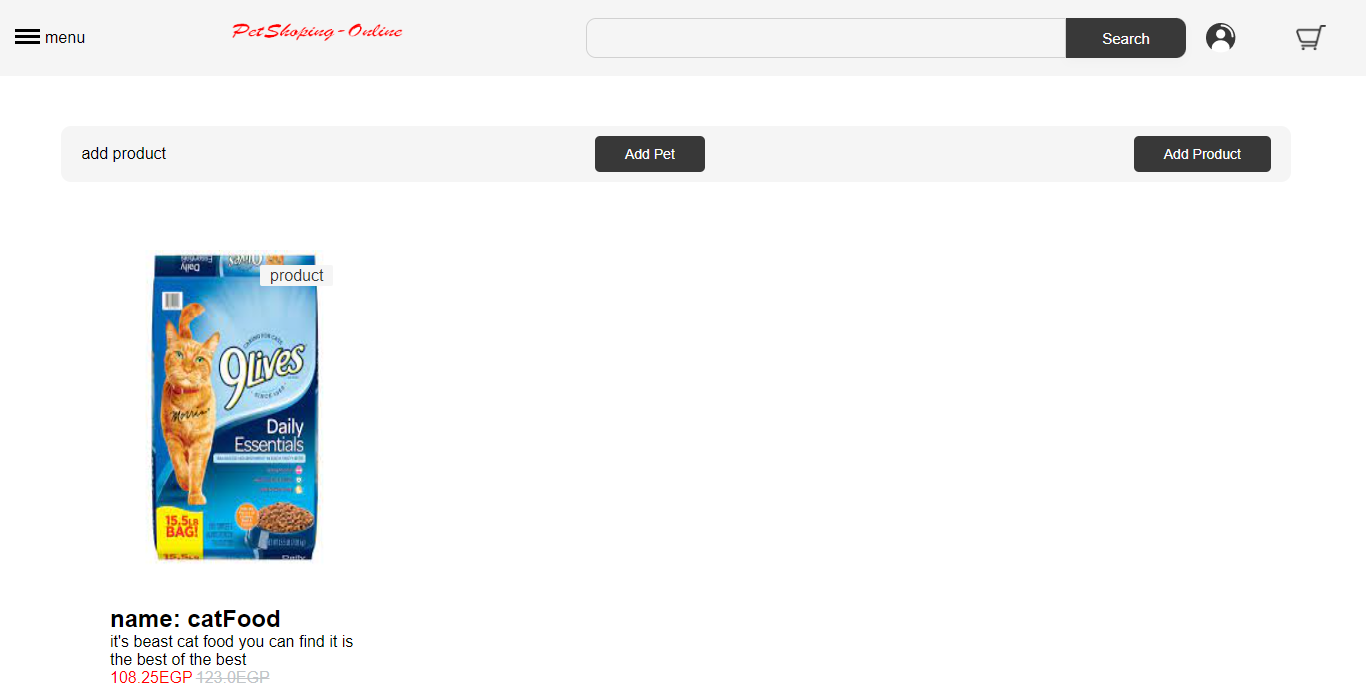 menu
PetShoping-Online
Search
add product
Add Pet
Add Product
product
9Lives
Morris
Daily
Essentials
15.5LB
BAG!
name: catFood
it's beast cat food you can find it is
the best of the best
108.25EGP 123.0EGP